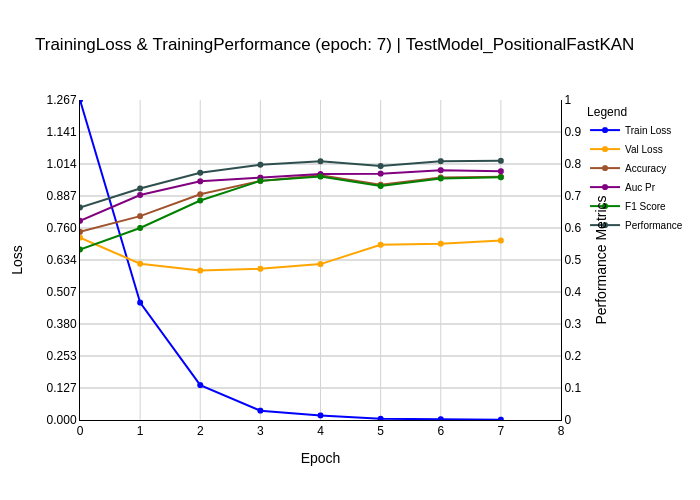 TrainingLoss & TrainingPerformance (epoch: 7) | TestModel_PositionalFastKAN
1.267
1.141
1.014
0.887
0.760
0.634
0.507
0.380
0.253
0.127
0.000
Loss
0 1 2 3 4 5 6 7 8
Epoch
1
0.9
0.8
0.7
0.6
0.5
0.4
0.3
0.2
0.1
0
Performance Metrics
Legend
Train Loss
Val Loss
Accuracy
Auc Pr
F1 Score
Performance